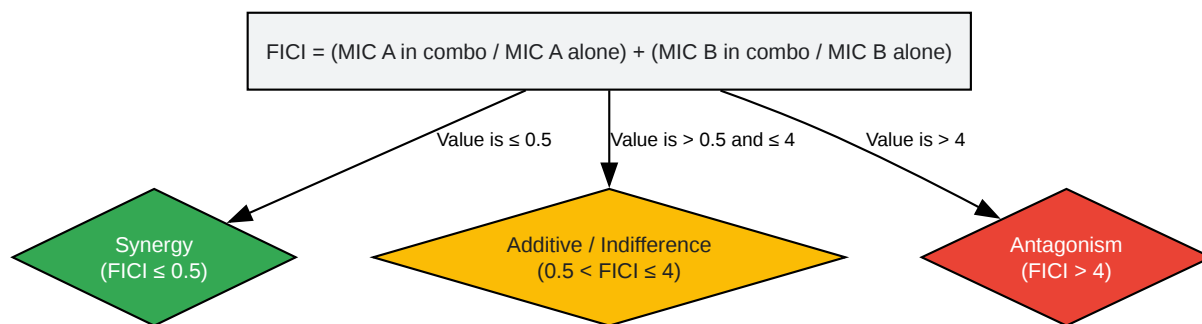 FICI = (MIC A in combo / MIC A alone) + (MIC B in combo / MIC B alone)
Value is ≤ 0.5
Value is > 0.5 and ≤ 4
Value is > 4
Synergy
(FICI ≤ 0.5)
Additive / Indifference
(0.5 < FICI ≤ 4)
Antagonism
(FICI > 4)